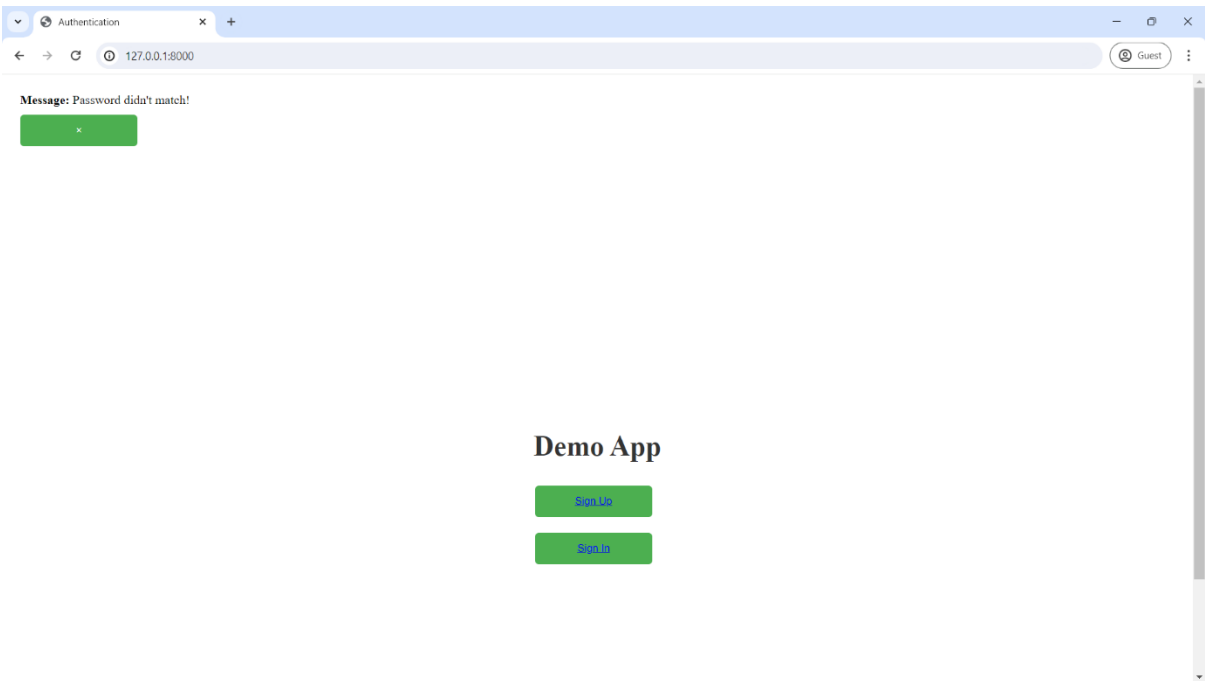 Authentication
127.0.0.1:8000
Guest
Message: Password didn't match!
×
Demo App
Sign Up
Sign In